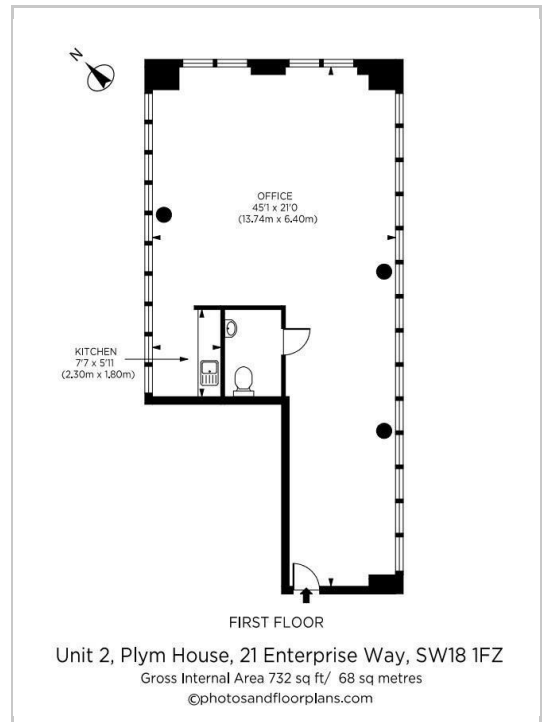 N
OFFICE
45'1 x 21'0
(13.74m x 6.40m)
KITCHEN
7'7 x 5'11
(2.30m x 1.80m)
FIRST FLOOR
Unit 2, Plym House, 21 Enterprise Way, SW18 1FZ
Gross Internal Area 732 sq ft/ 68 sq metres
©photosandfloorplans.com